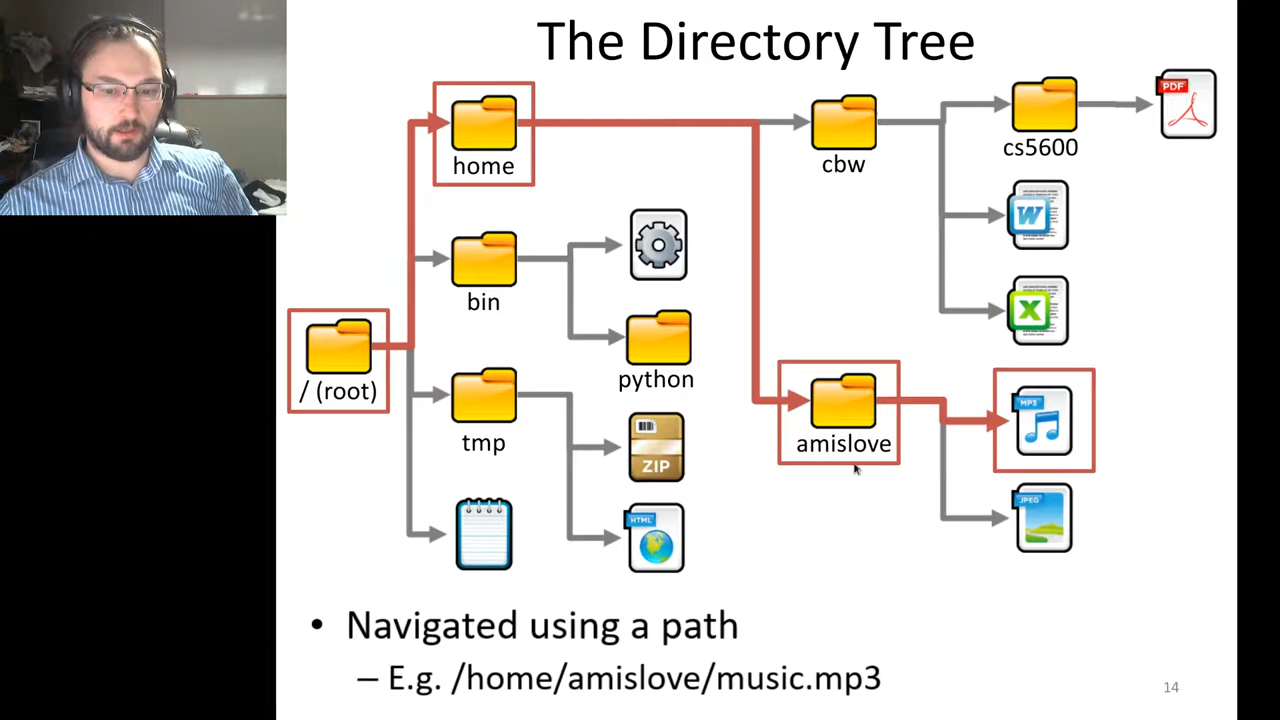 The Directory Tree
home
cbw
cs5600
PDF
W
bin
X
python
/ (root)
tmp
ZIP
amislove
MP3
HTML
JPEG
• Navigated using a path
– E.g. /home/amislove/music.mp3
14